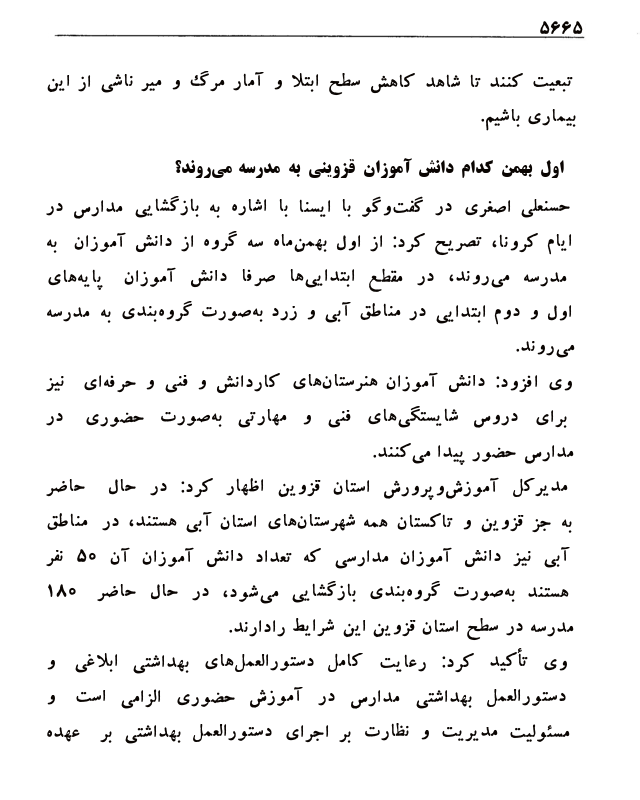 ۵۶۶۵
تبعیت کنند تا شاهد کاهش سطح ابتلا و آمار مرگ و میر ناشی از این
بیماری باشیم.
اول بهمن کدام دانش آموزان قزوینی به مدرسه می‌روند؟
حسنعلی اصغری در گفت‌وگو با ایسنا با اشاره به بازگشایی مدارس در
ایام کرونا، تصریح کرد: از اول بهمن‌ماه سه گروه از دانش آموزان به
مدرسه می‌روند، در مقطع ابتدایی‌ها صرفا دانش آموزان پایه‌های
اول و دوم ابتدایی در مناطق آبی و زرد به‌صورت گروه‌بندی به مدرسه
می‌روند.
وی افزود: دانش آموزان هنرستان‌های کاردانش و فنی و حرفه‌ای نیز
برای دروس شایستگی‌های فنی و مهارتی به‌صورت حضوری در
مدارس حضور پیدا می‌کنند.
مدیرکل آموزش‌وپرورش استان قزوین اظهار کرد: در حال حاضر
به جز قزوین و تاکستان همه شهرستان‌های استان آبی هستند، در مناطق
آبی نیز دانش آموزان مدارسی که تعداد دانش آموزان آن ۵۰ نفر
هستند به‌صورت گروه‌بندی بازگشایی می‌شود، در حال حاضر ۱۸۰
مدرسه در سطح استان قزوین این شرایط رادارند.
وی تأکید کرد: رعایت کامل دستورالعمل‌های بهداشتی ابلاغی و
دستورالعمل بهداشتی مدارس در آموزش حضوری الزامی است و
مسئولیت مدیریت و نظارت بر اجرای دستورالعمل بهداشتی بر عهده